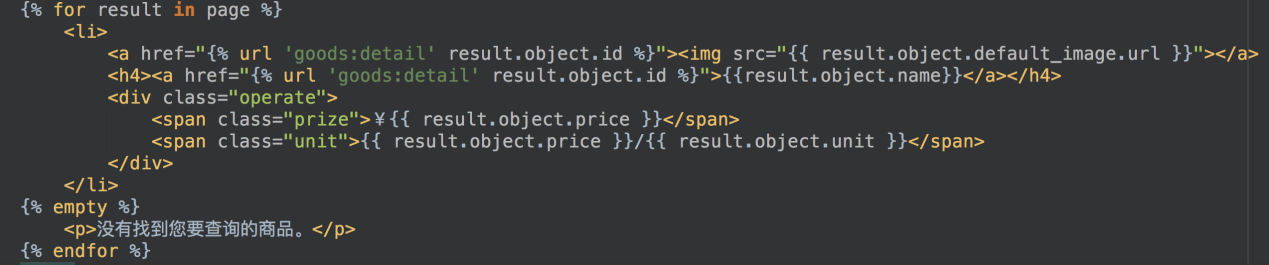 {% for result in page %}
<li>
<a href="{% url 'goods:detail' result.object.id %}"><img src="{{ result.object.default_image.url }}"></a>
<h4><a href="{% url 'goods:detail' result.object.id %}">{{result.object.name}}</a></h4>
<div class="operate">
<span class="prize">￥{{ result.object.price }}</span>
<span class="unit">{{ result.object.price }}/{{ result.object.unit }}</span>
</div>
</li>
{% empty %}
<p>没有找到您要查询的商品。</p>
{% endfor %}